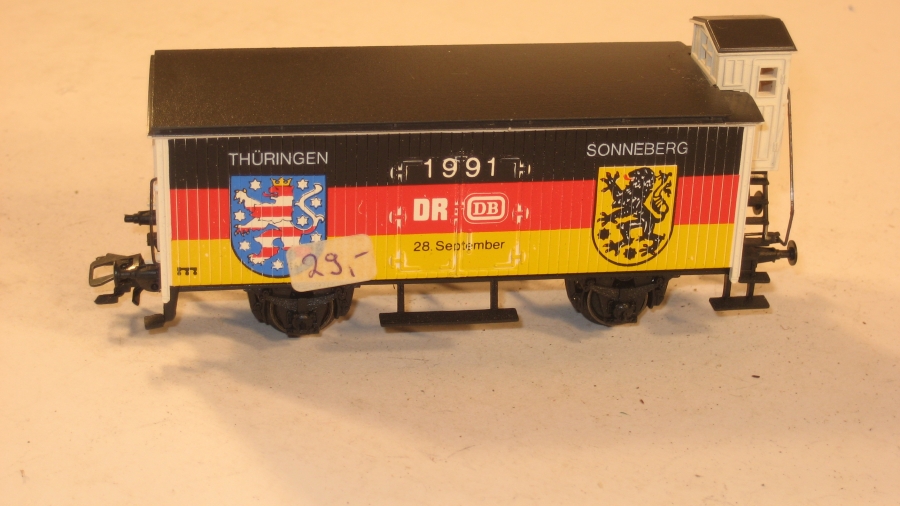 THÜRINGEN
1991
SONNEBERG
DR DB
28. September
29,-